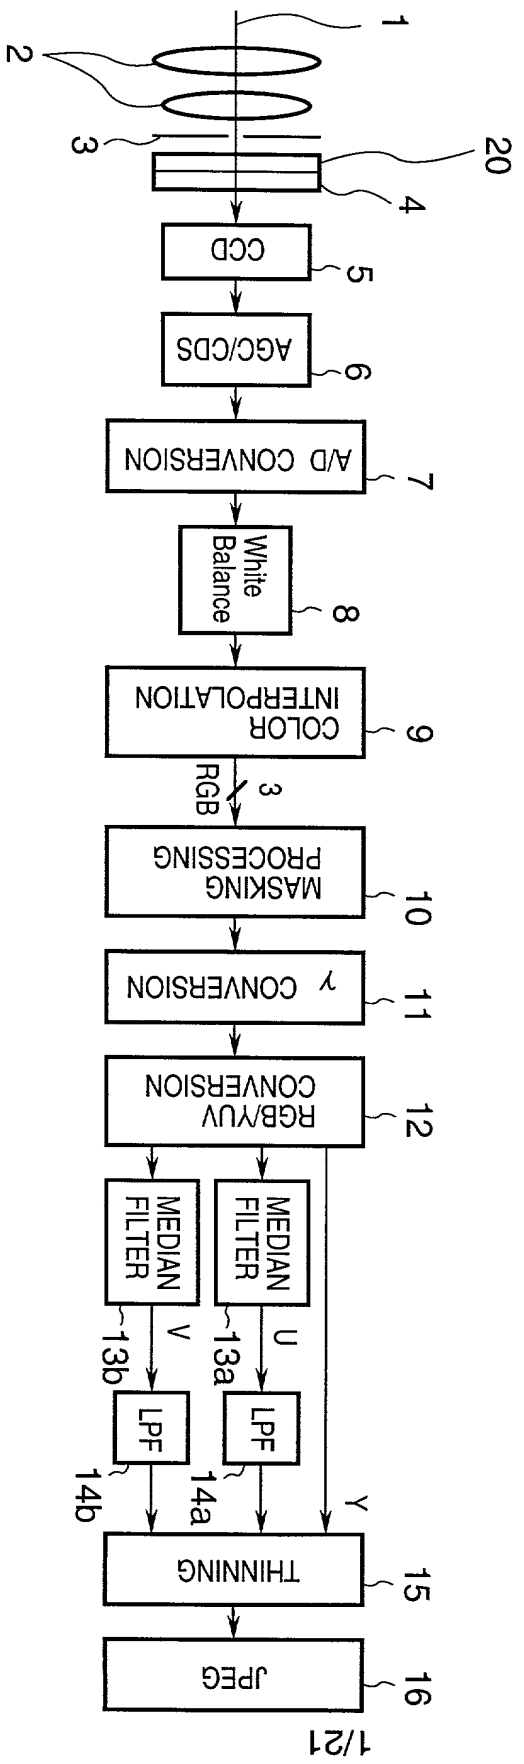 1
2
3
20
4
CCD
5
AGC/CDS
6
A/D CONVERSION
7
White
Balance
8
COLOR
INTERPOLATION
9
3
RGB
MASKING
PROCESSING
10
γ CONVERSION
11
RGB/YUV
CONVERSION
12
MEDIAN
FILTER
13a
MEDIAN
FILTER
13b
U
V
LPF
14a
LPF
14b
Y
THINNING
15
JPEG
16
1/21